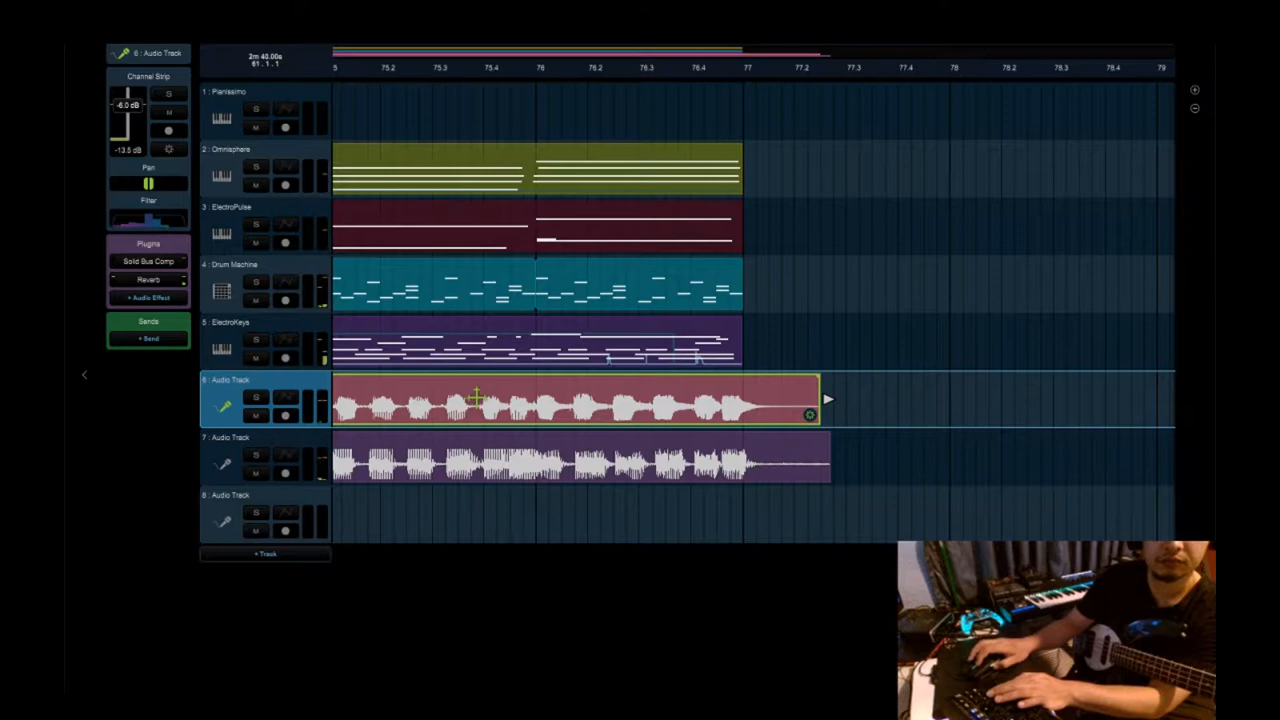 6 : Audio Track
Channel Strip
S
-6.0 dB
M
-13.5 dB
Pan
Filter
Plugins
Solid Bus Comp
Reverb
+ Audio Effect
Sends
+ Send
2m 40.00s
61 . 1 . 1
5 75.2 75.3 75.4 76 76.2 76.3 76.4 77 77.2 77.3 77.4 78 78.2 78.3 78.4 79
1 : Pianissimo
S
M
2 : Omnisphere
S
M
3 : ElectroPulse
S
M
4 : Drum Machine
S
M
5 : ElectroKeys
S
M
6 : Audio Track
S
M
7 : Audio Track
S
M
8 : Audio Track
S
M
+ Track